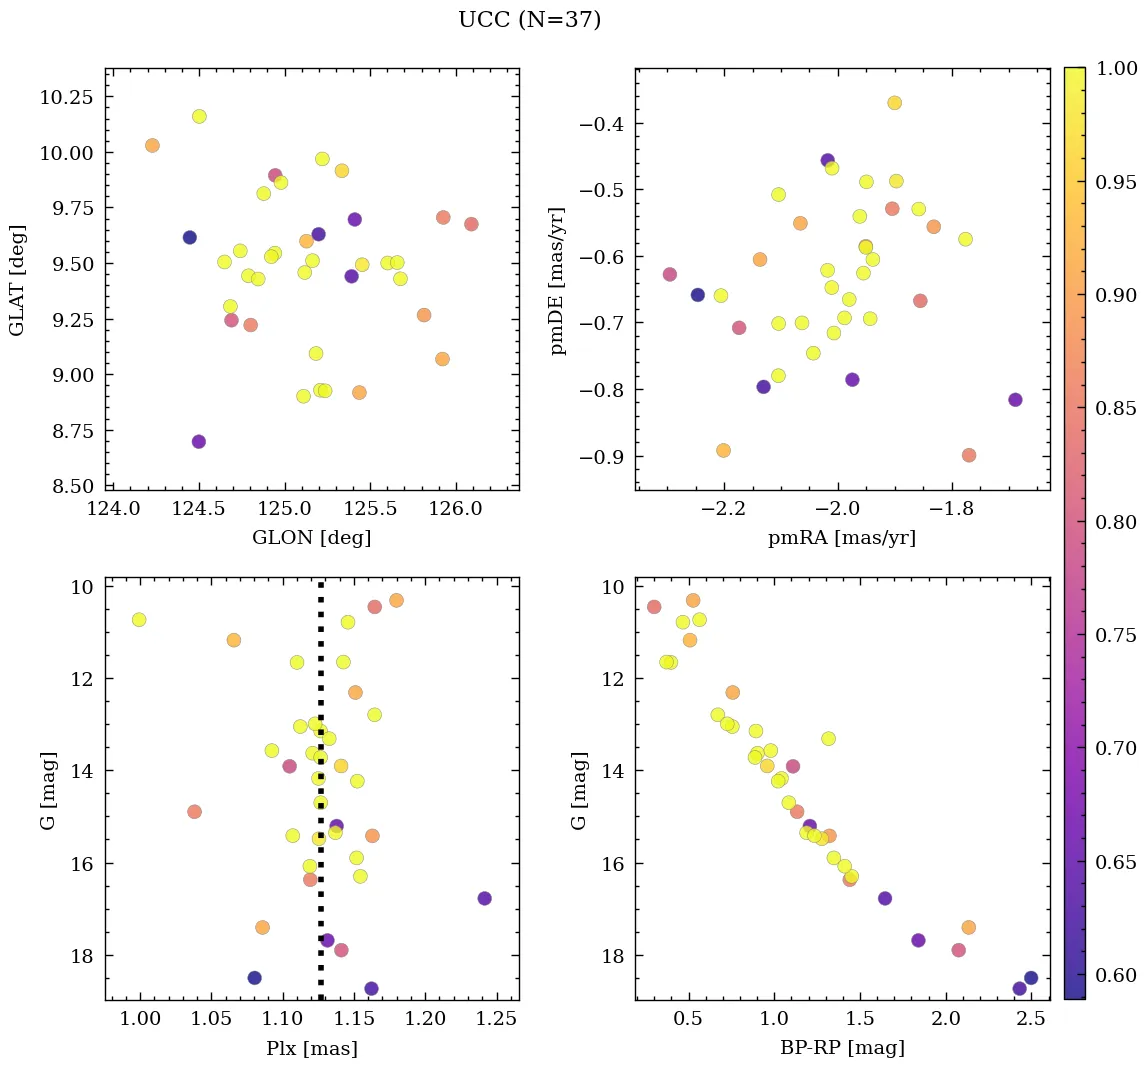 UCC (N=37)
10.25
10.00
9.75
9.50
9.25
9.00
8.75
8.50
GLAT [deg]
124.0 124.5 125.0 125.5 126.0
GLON [deg]
−0.4
−0.5
−0.6
−0.7
−0.8
−0.9
pmDE [mas/yr]
−2.2 −2.0 −1.8
pmRA [mas/yr]
10
12
14
16
18
G [mag]
1.00 1.05 1.10 1.15 1.20 1.25
Plx [mas]
10
12
14
16
18
G [mag]
0.5 1.0 1.5 2.0 2.5
BP-RP [mag]
1.00
0.95
0.90
0.85
0.80
0.75
0.70
0.65
0.60